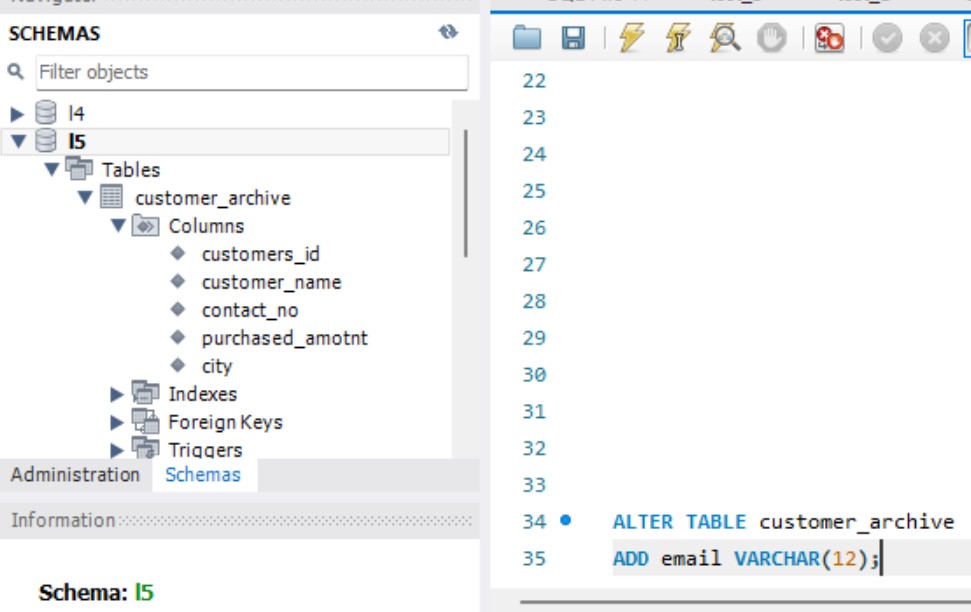 SCHEMAS
Filter objects
l4
l5
Tables
customer_archive
Columns
customers_id
customer_name
contact_no
purchased_amotnt
city
Indexes
Foreign Keys
Triggers
Administration Schemas
Information
Schema: l5
22
23
24
25
26
27
28
29
30
31
32
33
34 ALTER TABLE customer_archive
35 ADD email VARCHAR(12);